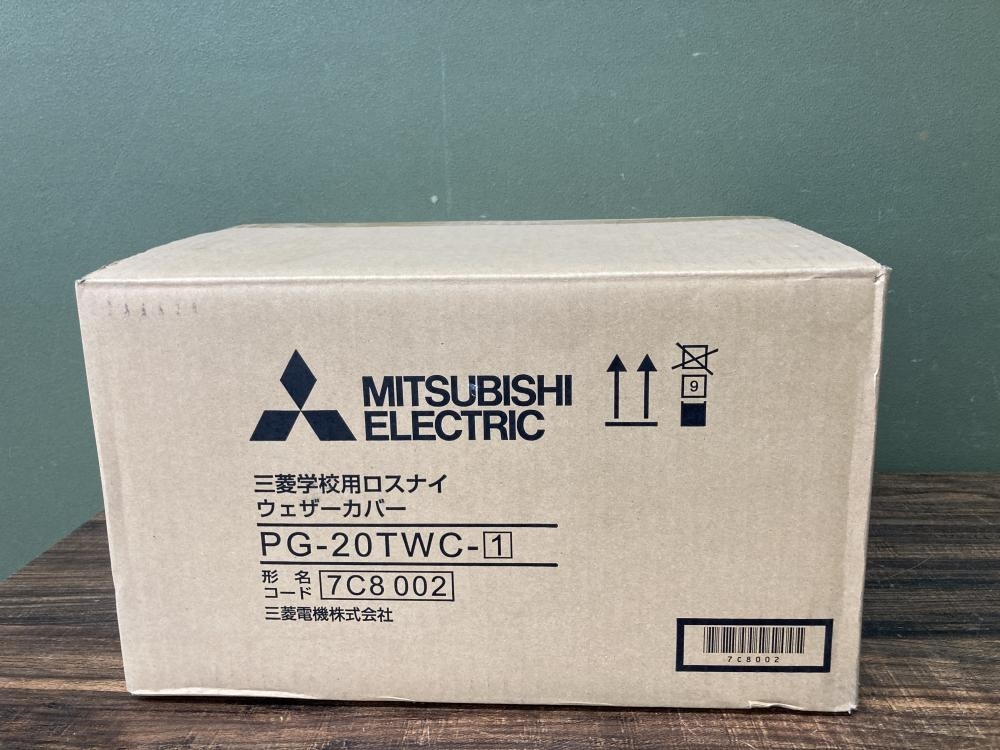 MITSUBISHI
ELECTRIC
9
三菱学校用ロスナイ
ウェザーカバー
PG-20TWC-1
形名
コード 7C8 002
三菱電機株式会社
7C8002